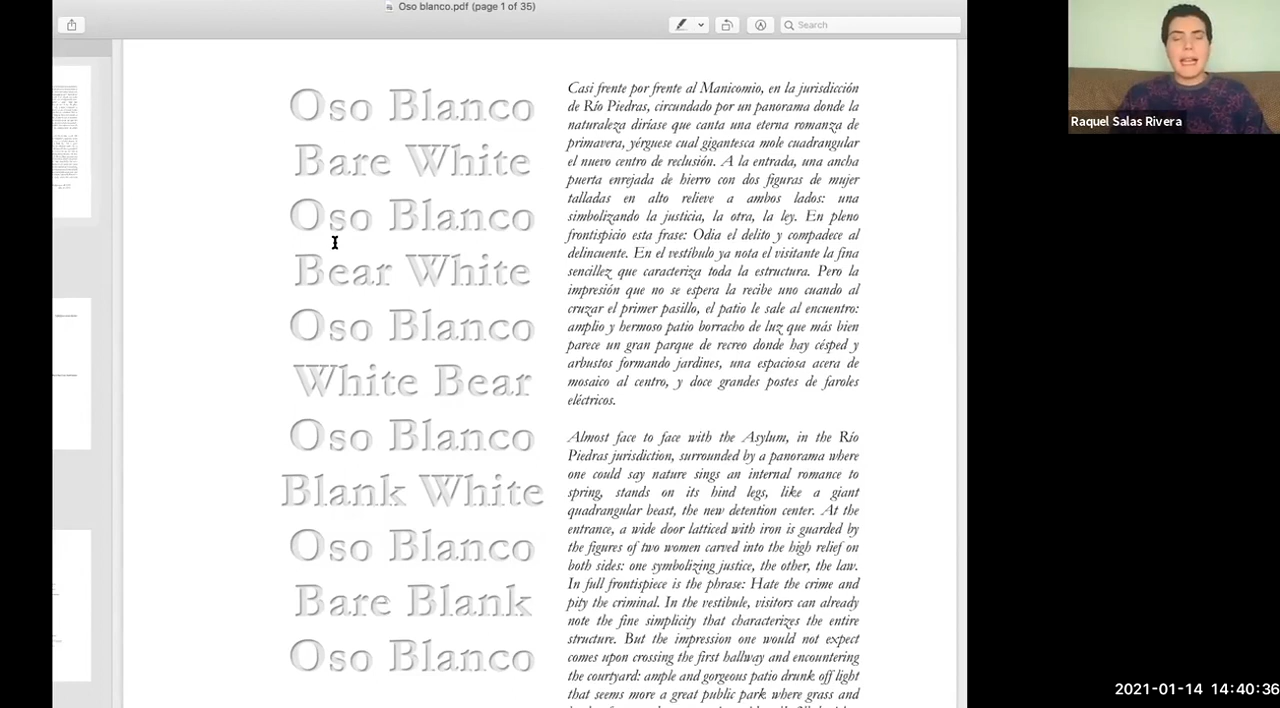 Oso blanco.pdf (page 1 of 35)
Search
Raquel Salas Rivera
Oso Blanco
Bare White
Oso Blanco
Bear White
Oso Blanco
White Bear
Oso Blanco
Blank White
Oso Blanco
Bare Blank
Oso Blanco
Casi frente por frente al Manicomio, en la jurisdicción
de Río Piedras, circundado por un panorama donde la
naturaleza diríase que canta una eterna romanza de
primavera, yérguese una gigantesca mole cuadrangular
el nuevo centro de reclusión. A la entrada, una ancha
puerta enrejada de hierro con dos figuras de mujer
talladas en alto relieve a ambos lados: una
simbolizando la justicia, la otra, la ley. En pleno
frontispicio esta frase: Odia el delito y compadece al
delincuente. En el vestíbulo ya nota el visitante la fina
sencillez que caracteriza toda la estructura. Pero la
impresión que no se espera la recibe uno cuando al
cruzar el primer pasillo, el patio le sale al encuentro:
amplio y hermoso patio borracho de luz que más bien
parece un gran parque de recreo donde hay césped y
arbustos formando jardines, una espaciosa acera de
mosaico al centro, y doce grandes postes de faroles
eléctricos.
Almost face to face with the Asylum, in the Río
Piedras jurisdiction, surrounded by a panorama where
one could say nature sings an internal romance to
spring, stands on its hind legs, like a giant
quadrangular beast, the new detention center. At the
entrance, a wide door latticed with iron is guarded by
the figures of two women carved into the high relief on
both sides: one symbolizing justice, the other, the law.
In full frontispiece is the phrase: Hate the crime and
pity the criminal. In the vestibule, visitors can already
note the fine simplicity that characterizes the entire
structure. But the impression one would not expect
comes upon crossing the first hallway and encountering
the courtyard: ample and gorgeous patio drunk off light
that seems more a great public park where grass and
2021-01-14 14:40:36